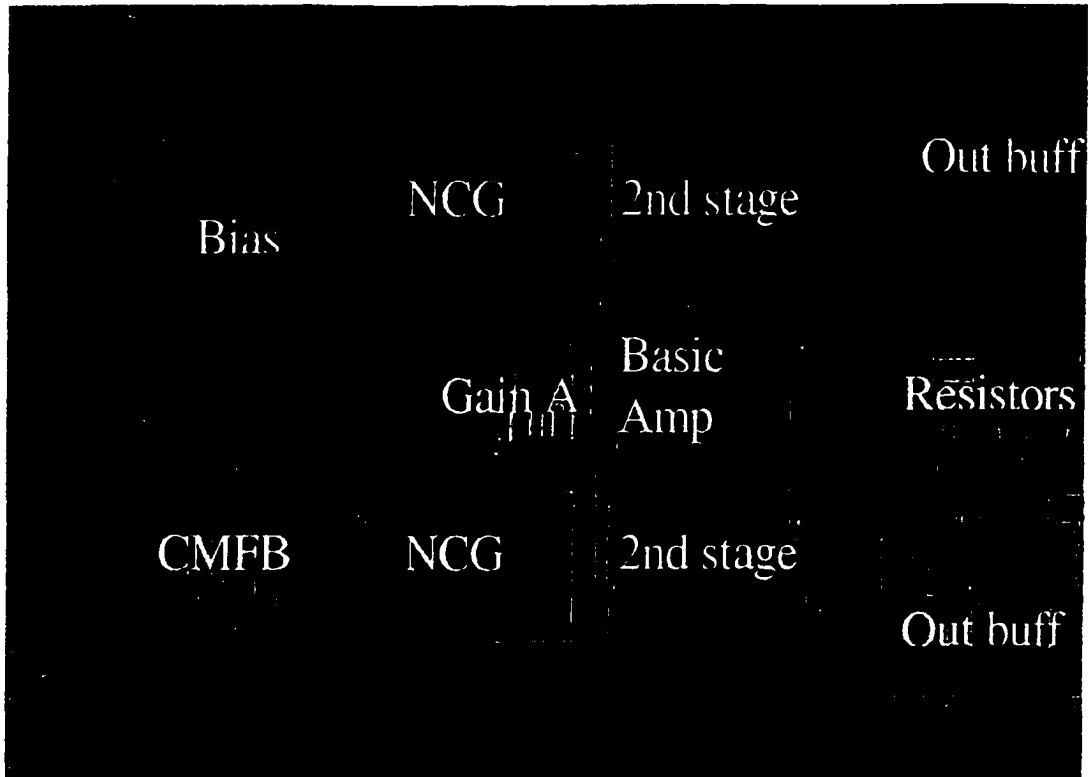 Out buff
NCG
2nd stage
Bias
Basic
Amp
Gain A
Resistors
CMFB
NCG
2nd stage
Out buff